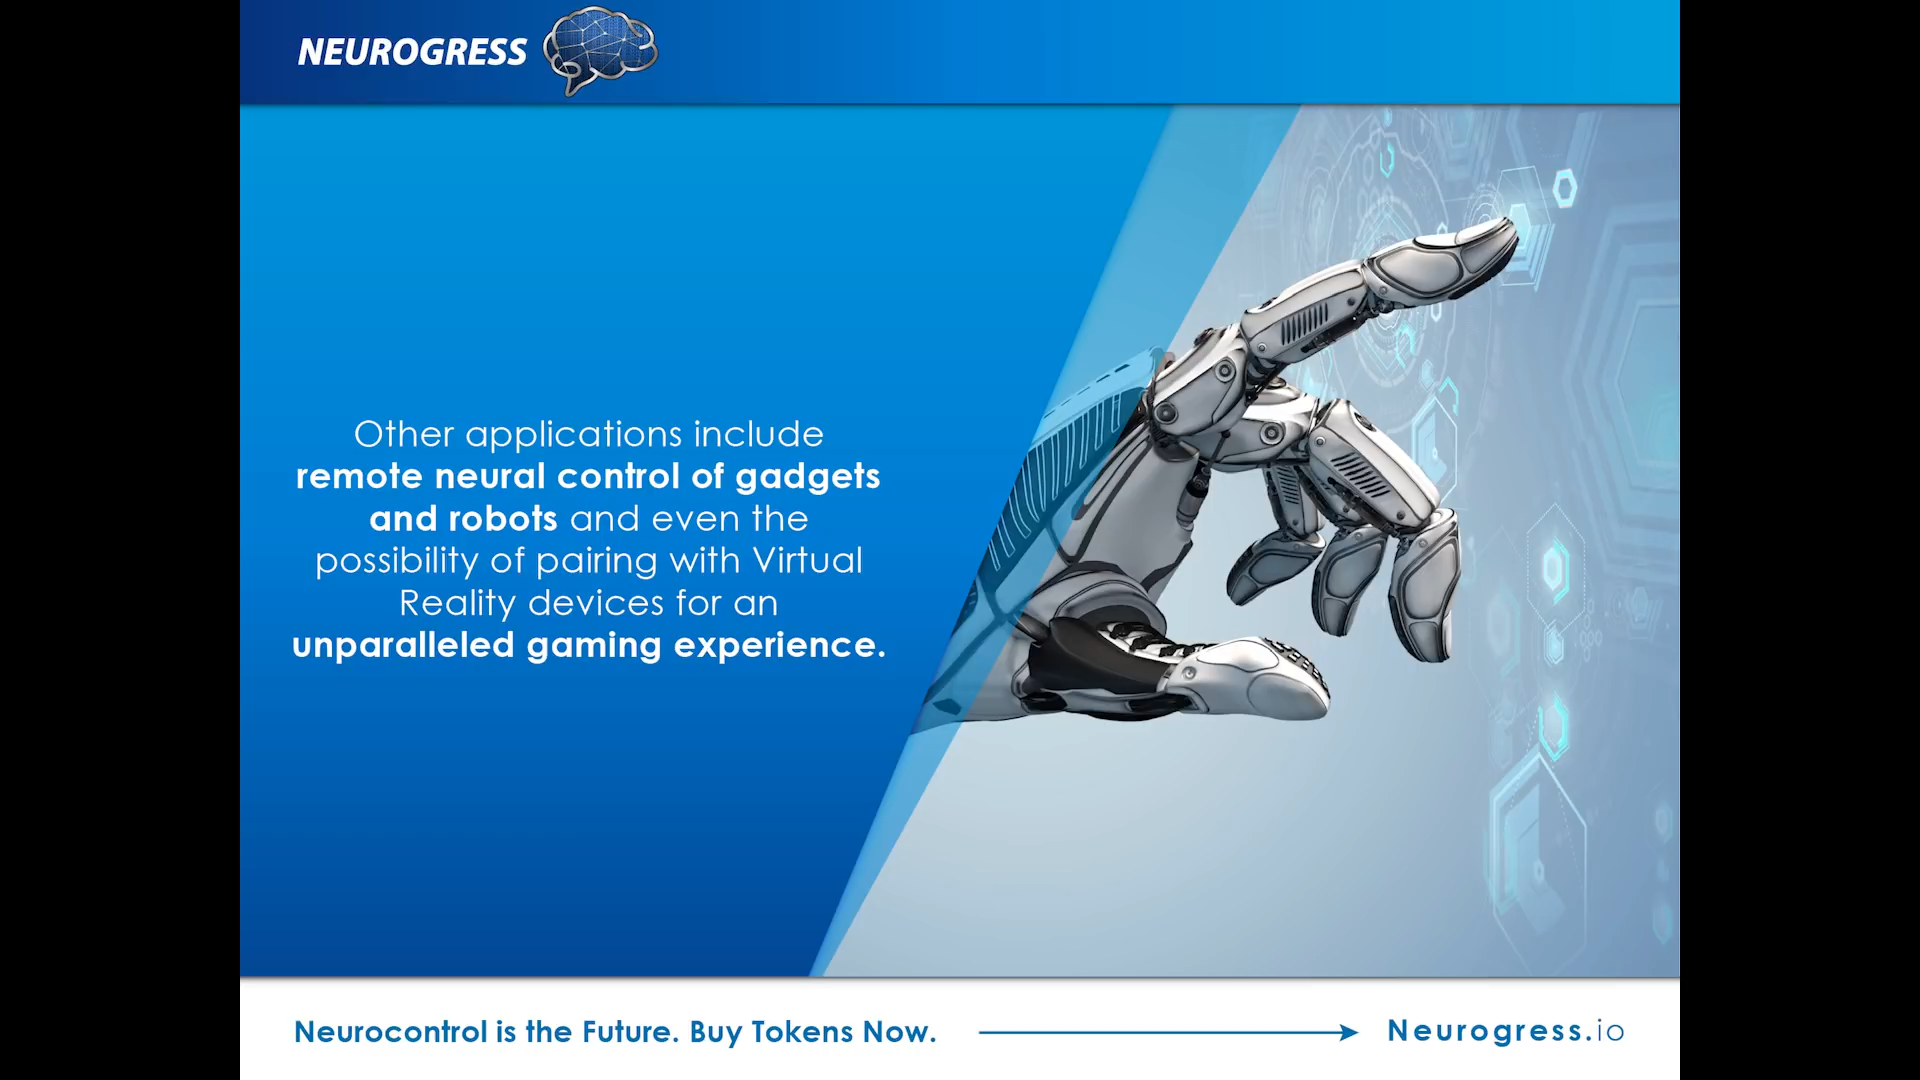 NEUROGRESS
Other applications include
remote neural control of gadgets
and robots and even the
possibility of pairing with Virtual
Reality devices for an
unparalleled gaming experience.
Neurocontrol is the Future. Buy Tokens Now.
Neurogress.io